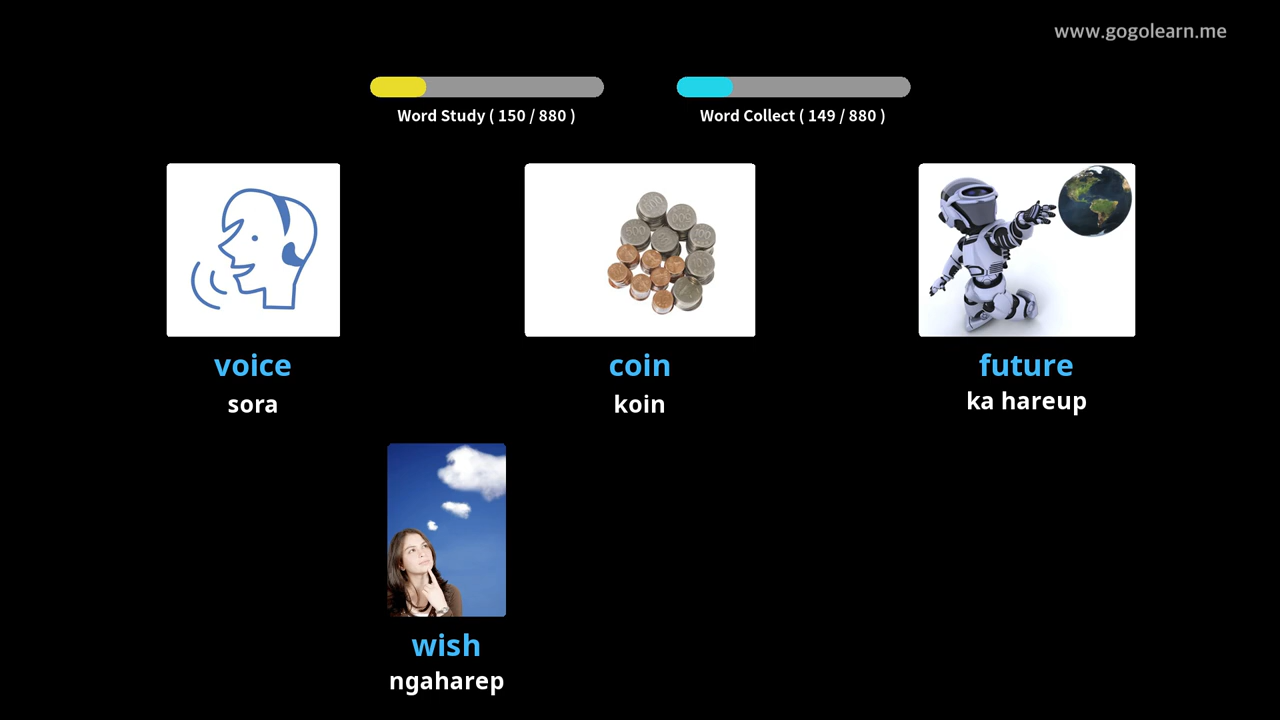 www.gogolearn.me
Word Study ( 150 / 880 )
Word Collect ( 149 / 880 )
voice
sora
coin
koin
future
ka hareup
wish
ngaharep